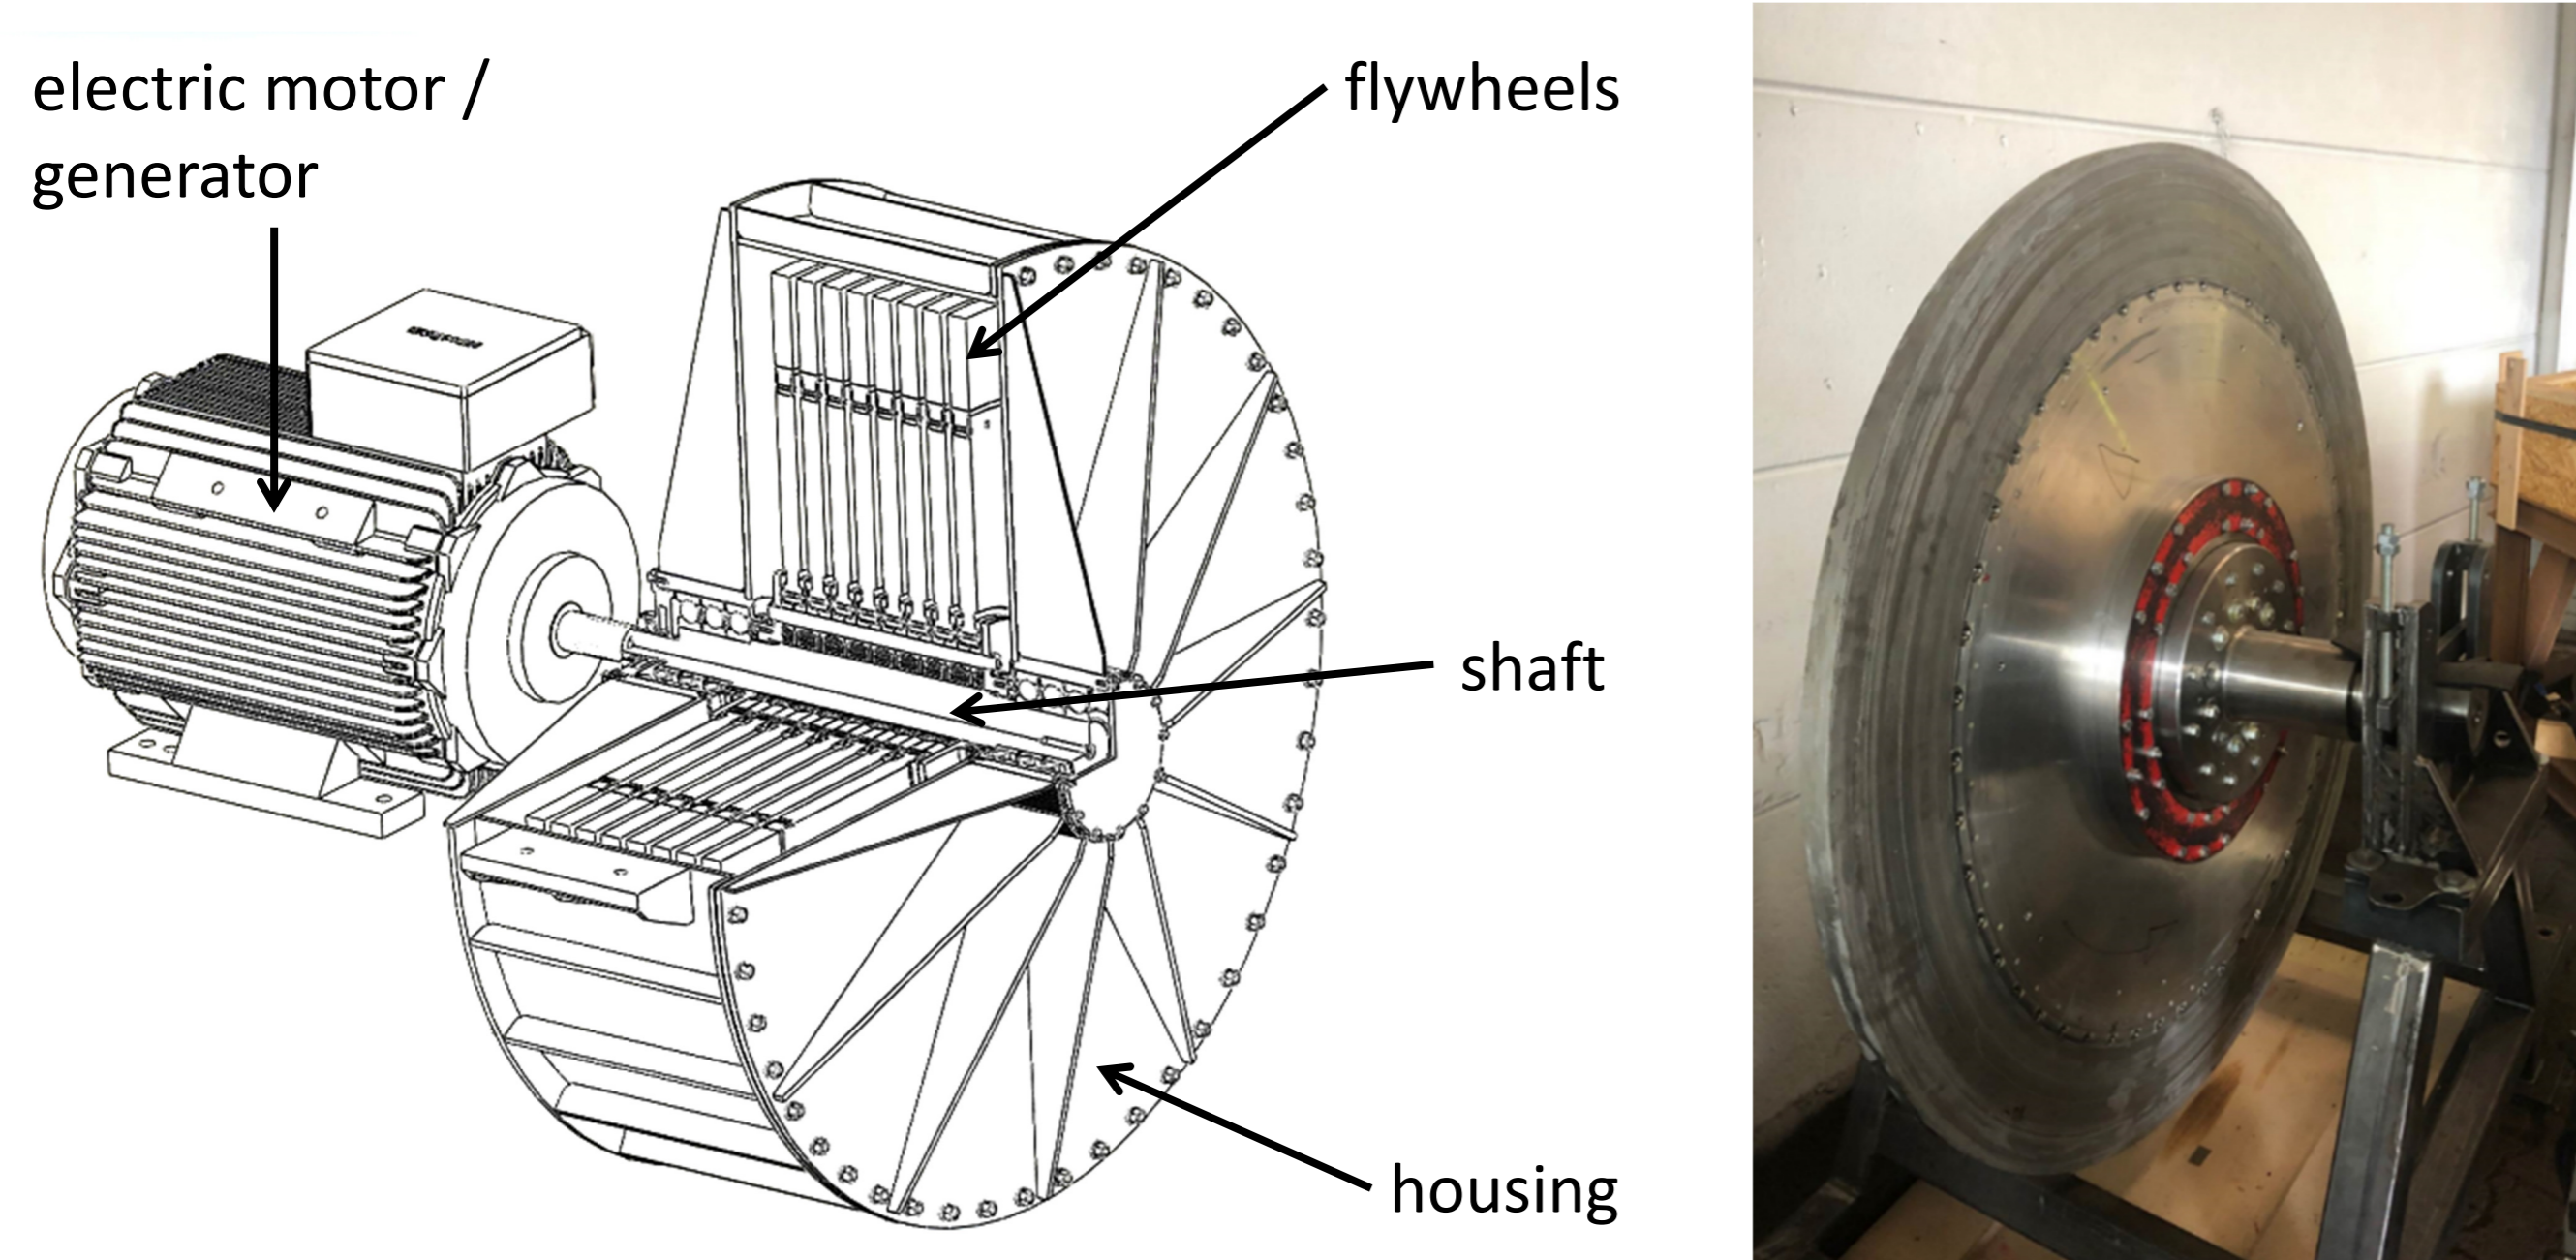 electric motor /
generator
flywheels
shaft
housing